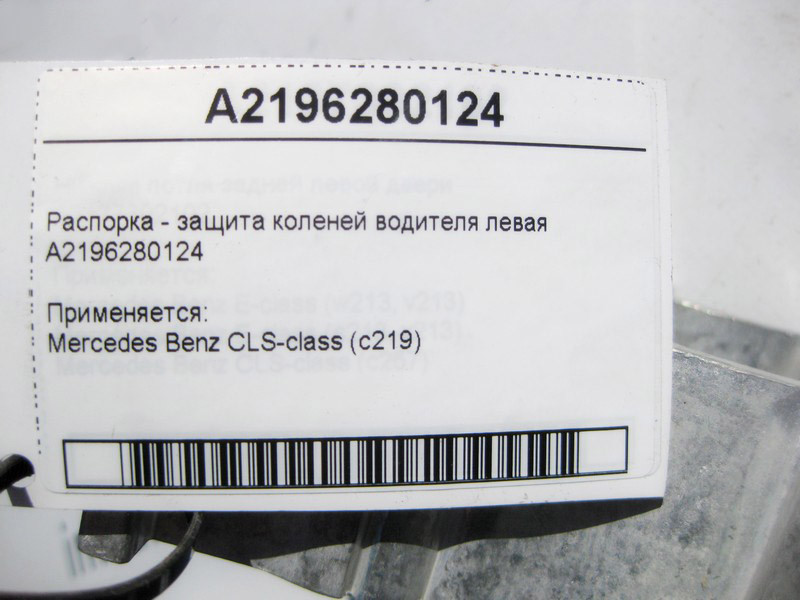 A2196280124
Распорка - защита коленей водителя левая
A2196280124
Применяется:
Mercedes Benz CLS-class (c219)